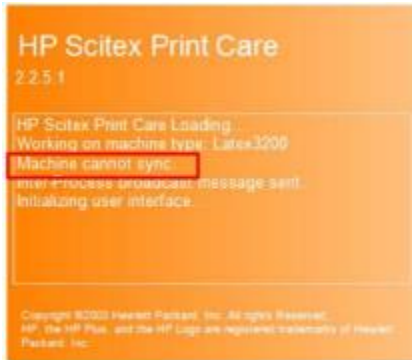 HP Scitex Print Care
2.2.5.1
HP Scitex Print Care Loading...
Working on machine type: Latex3200
Machine cannot sync.
Inter Process broadcast message sent.
Initializing user interface.
Copyright ©2003 Hewlett Packard, Inc. All rights Reserved.
HP, the HP Plus, and the HP Logo are registered trademarks of Hewlett
Packard, Inc.